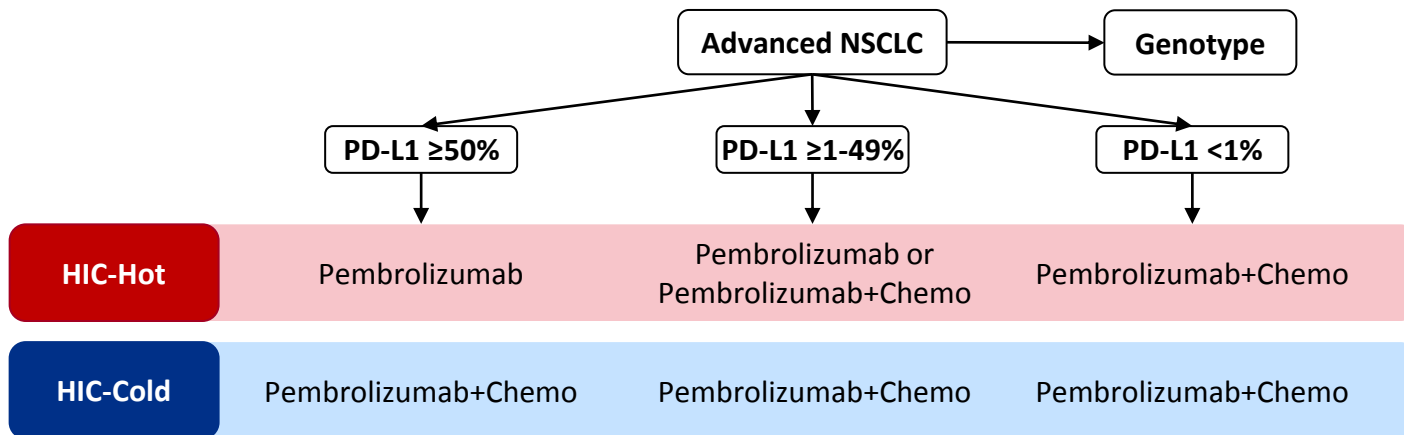 Advanced NSCLC
Genotype
PD-L1 ≥50%
PD-L1 ≥1-49%
PD-L1 <1%
HIC-Hot
Pembrolizumab
Pembrolizumab or
Pembrolizumab+Chemo
Pembrolizumab+Chemo
HIC-Cold
Pembrolizumab+Chemo
Pembrolizumab+Chemo
Pembrolizumab+Chemo